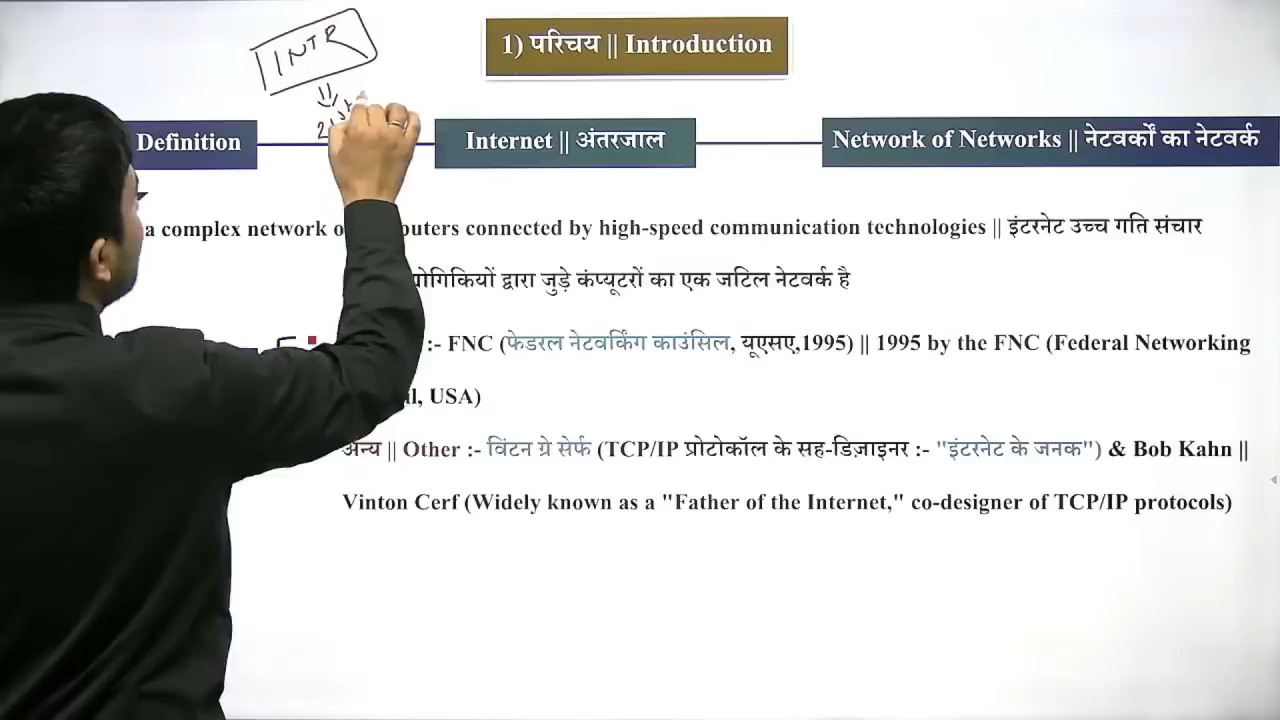 INTR
1) परिचय || Introduction
Definition
Internet || अंतरजाल
Network of Networks || नेटवर्कों का नेटवर्क
a complex network connected by high-speed communication technologies || इंटरनेट उच्च गति संचार
द्वारा जुड़े कंप्यूटरों का एक जटिल नेटवर्क है
:- FNC (फेडरल नेटवर्किंग काउंसिल, यूएसए,1995) || 1995 by the FNC (Federal Networking
USA)
अन्य || Other :- विंटन ग्रे सेर्फ (TCP/IP प्रोटोकॉल के सह-डिज़ाइनर :- "इंटरनेट के जनक") & Bob Kahn ||
Vinton Cerf (Widely known as a "Father of the Internet," co-designer of TCP/IP protocols)